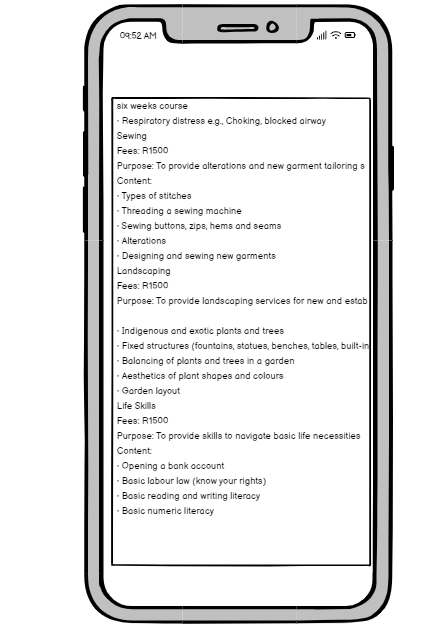 09:52 AM
six weeks course
· Respiratory distress e.g., Choking, blocked airway
Sewing
Fees: R1500
Purpose: To provide alterations and new garment tailoring s
Content:
· Types of stitches
· Threading a sewing machine
· Sewing buttons, zips, hems and seams
· Alterations
· Designing and sewing new garments
Landscaping
Fees: R1500
Purpose: To provide landscaping services for new and estab
· Indigenous and exotic plants and trees
· Fixed structures (fountains, statues, benches, tables, built-in
· Balancing of plants and trees in a garden
· Aesthetics of plant shapes and colours
· Garden layout
Life Skills
Fees: R1500
Purpose: To provide skills to navigate basic life necessities
Content:
· Opening a bank account
· Basic labour law (know your rights)
· Basic reading and writing literacy
· Basic numeric literacy